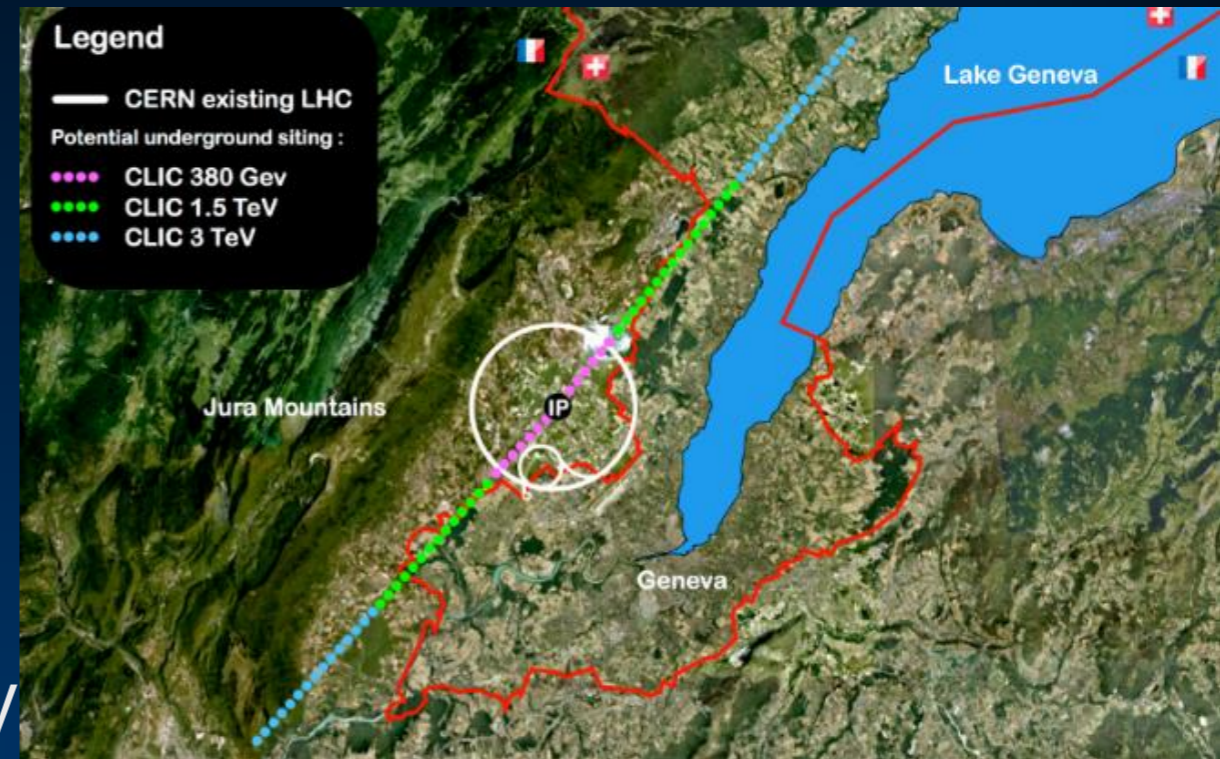 Legend
CERN existing LHC
Potential underground siting :
CLIC 380 Gev
CLIC 1.5 TeV
CLIC 3 TeV
Lake Geneva
Jura Mountains
IP
Geneva